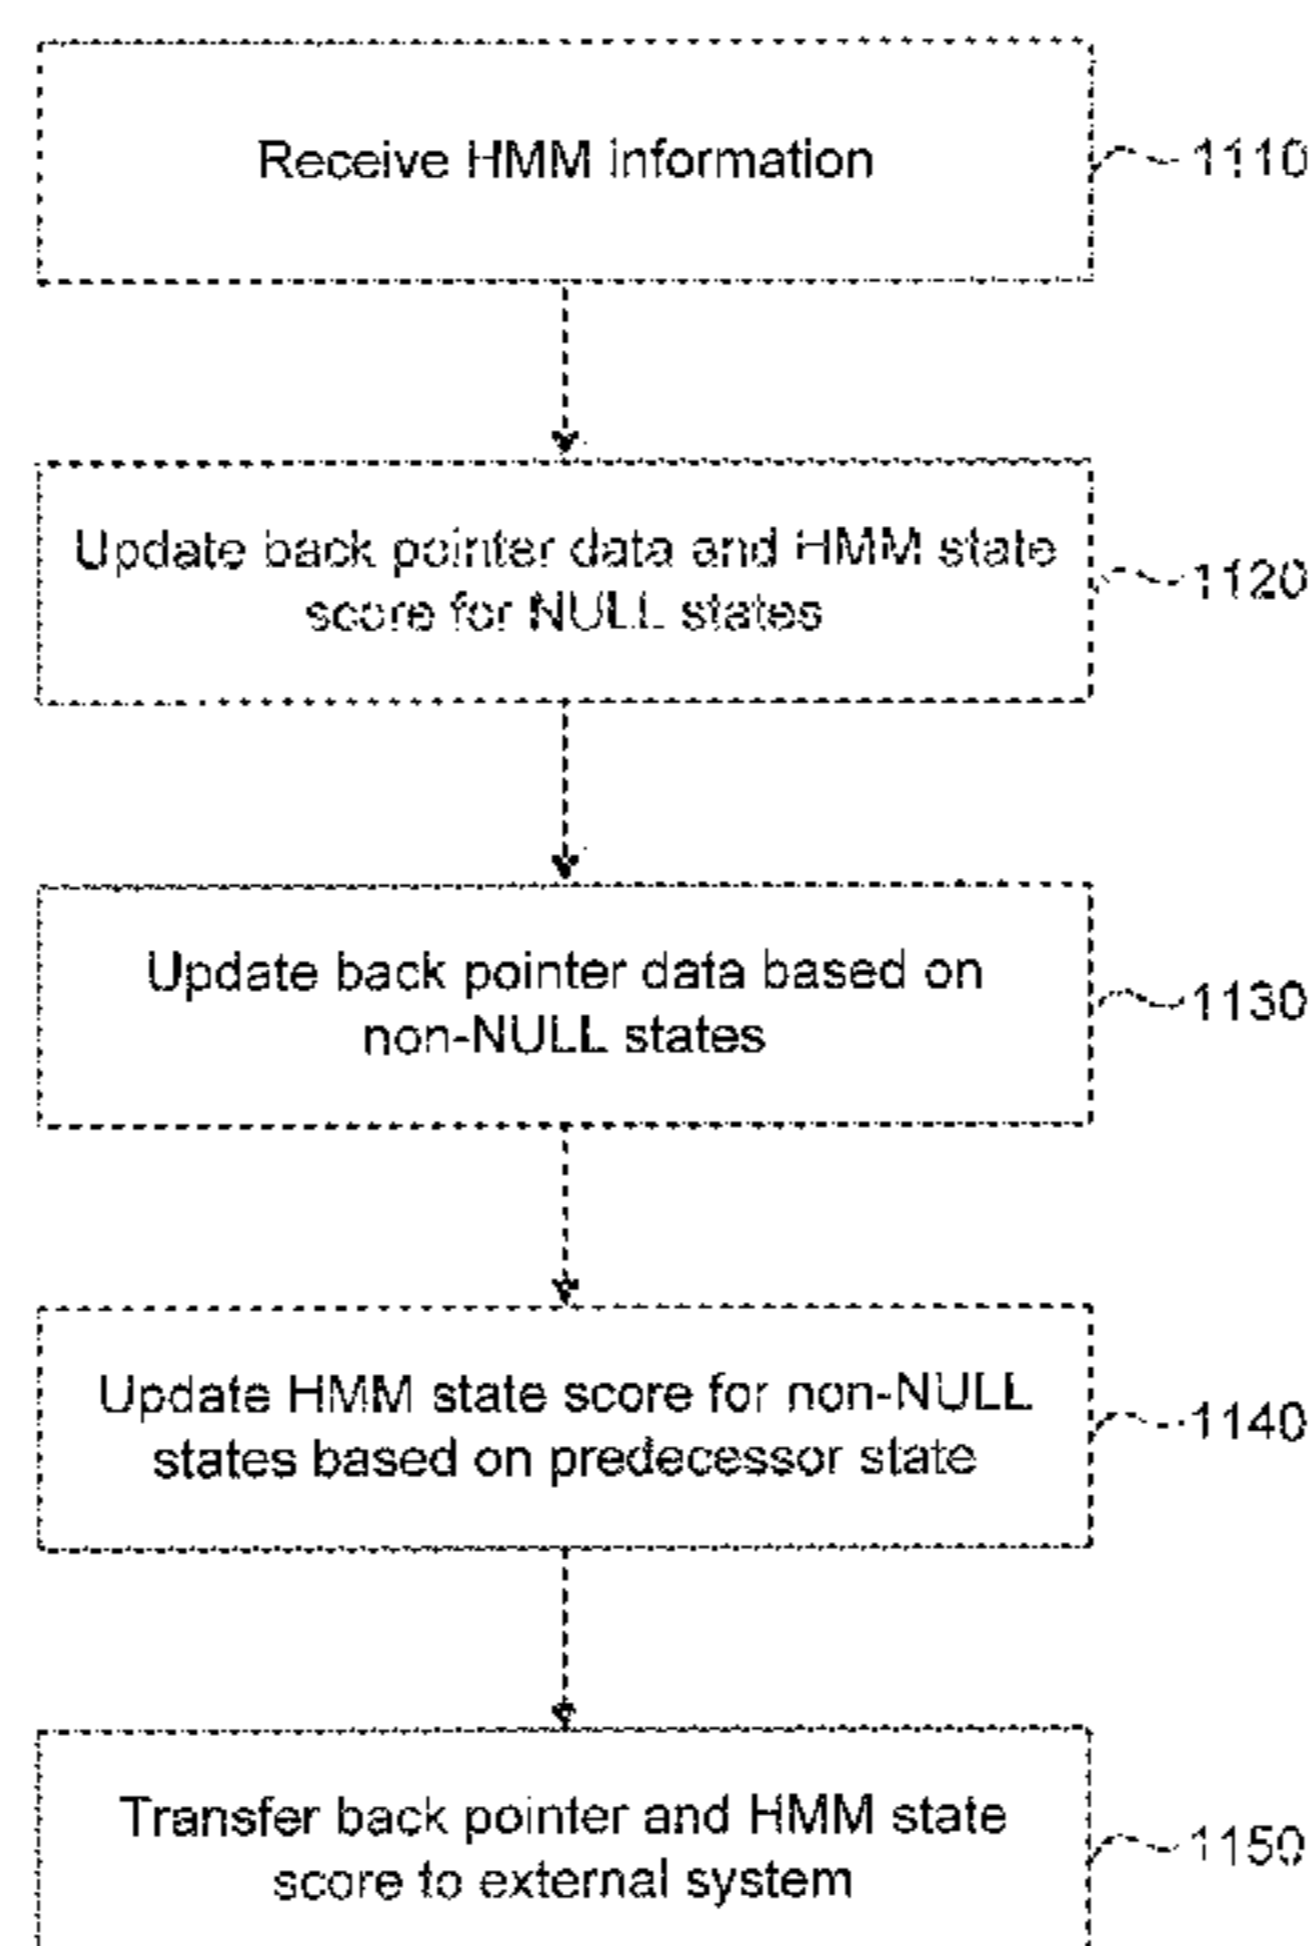 Receive HMM information
1110
Update back pointer data and HMM state
score for NULL states
1120
Update back pointer data based on
non-NULL states
1130
Update HMM state score for non-NULL
states based on predecessor state
1140
Transfer back pointer and HMM state
score to external system
1150